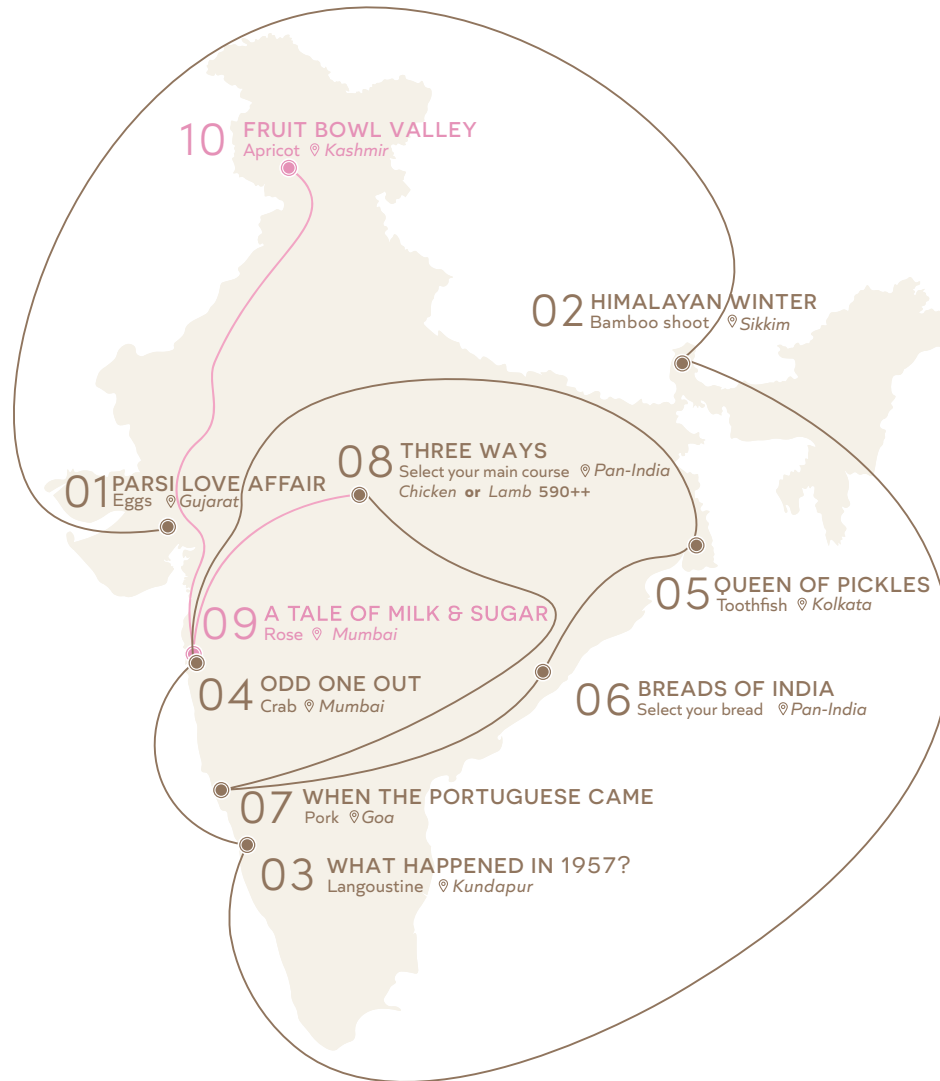 10 FRUIT BOWL VALLEY
Apricot Kashmir
02 HIMALAYAN WINTER
Bamboo shoot Sikkim
08 THREE WAYS
Select your main course Pan-India
Chicken or Lamb 590++
01 PARSI LOVE AFFAIR
Eggs Gujarat
05 QUEEN OF PICKLES
Toothfish Kolkata
09 A TALE OF MILK & SUGAR
Rose Mumbai
04 ODD ONE OUT
Crab Mumbai
06 BREADS OF INDIA
Select your bread Pan-India
07 WHEN THE PORTUGUESE CAME
Pork Goa
03 WHAT HAPPENED IN 1957?
Langoustine Kundapur